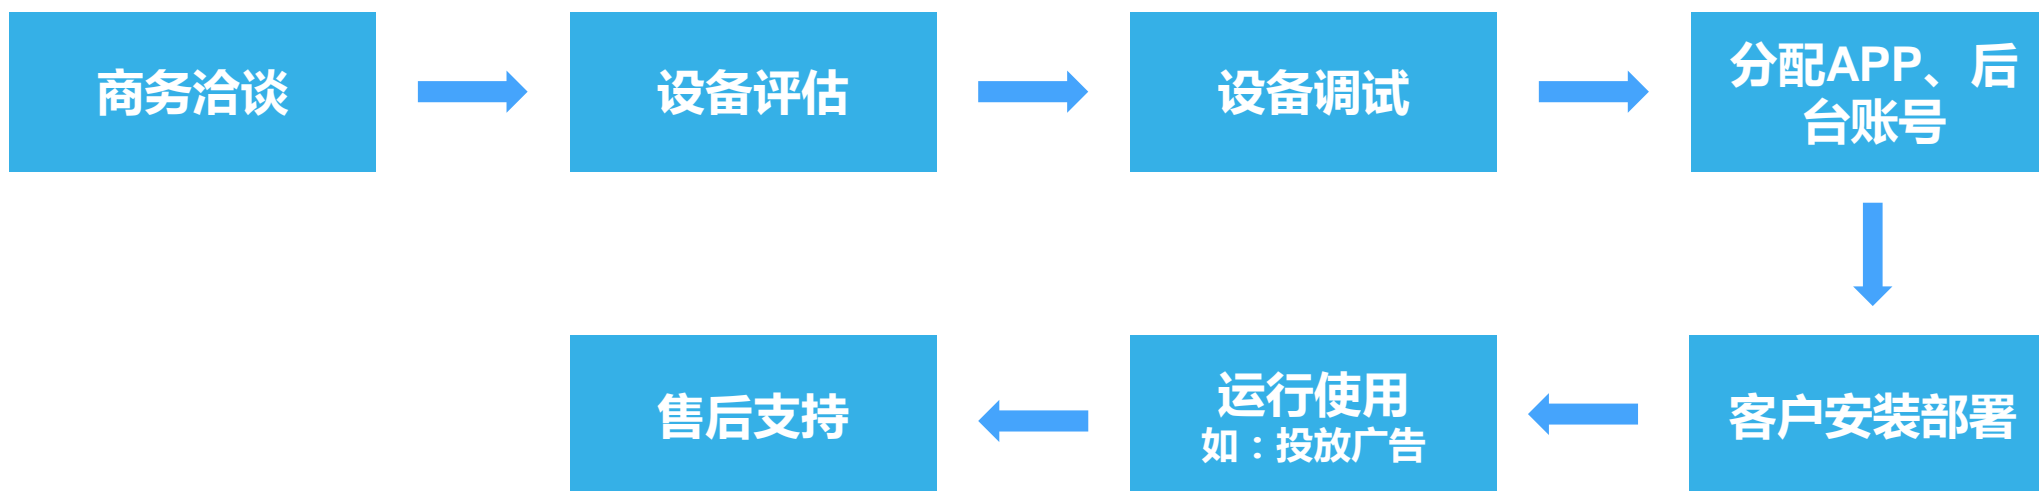 商务洽谈
设备评估
设备调试
分配APP、后
台账号
客户安装部署
运行使用
如：投放广告
售后支持